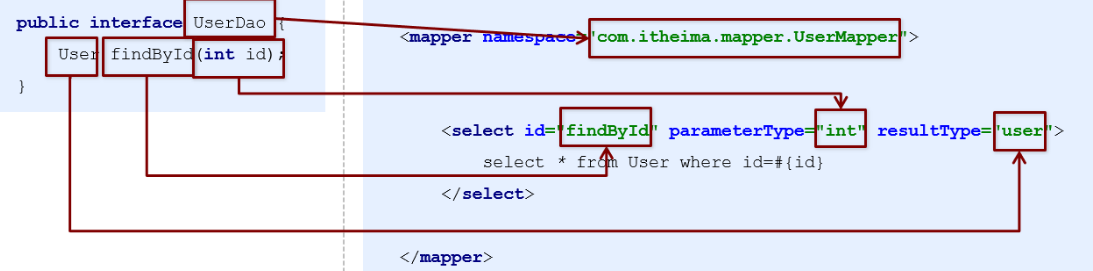 public interface UserDao {
User findById(int id);
}
<mapper namespace="com.itheima.mapper.UserMapper">
<select id="findById" parameterType="int" resultType="user">
select * from User where id=#{id}
</select>
</mapper>